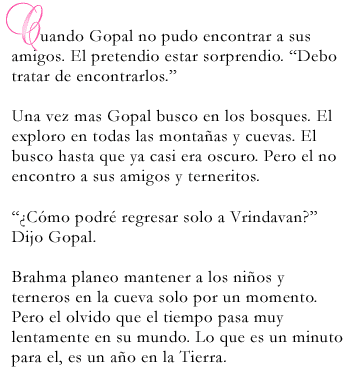 Quando Gopal no pudo encontrar a sus
amigos. El pretendio estar sorprendio. “Debo
tratar de encontrarlos.”
Una vez mas Gopal busco en los bosques. El
exploro en todas las montañas y cuevas. El
busco hasta que ya casi era oscuro. Pero el no
encontro a sus amigos y terneritos.
“¿Cómo podré regresar solo a Vrindavan?”
Dijo Gopal.
Brahma planeo mantener a los niños y
terneros en la cueva solo por un momento.
Pero el olvido que el tiempo pasa muy
lentamente en su mundo. Lo que es un minuto
para el, es un año en la Tierra.